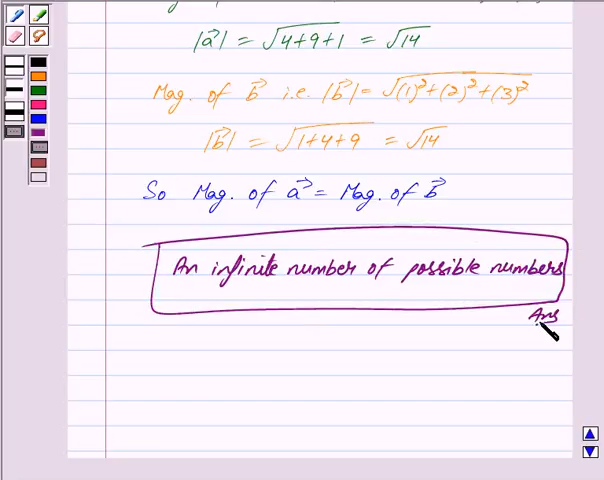 |a⃗| = √4+9+1 = √14
Mag. of b⃗ i.e. |b⃗| = √(1)²+(2)²+(3)²
|b⃗| = √1+4+9 = √14
So Mag. of a⃗ = Mag. of b⃗
An infinite number of possible numbers
Ans